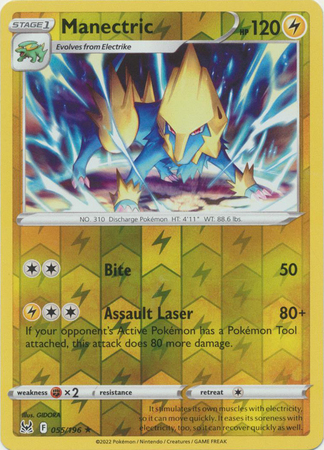 STAGE 1
Manectric
HP 120
Evolves from Electrike
NO. 310 Discharge Pokémon HT: 4'11" WT: 88.6 lbs
Bite 50
Assault Laser 80+
If your opponent's Active Pokémon has a Pokémon Tool
attached, this attack does 80 more damage.
weakness ×2 resistance retreat
Illus. GIDORA
F 055/196 ★
It stimulates its own muscles with electricity,
so it can move quickly. It eases its soreness with
electricity, too, so it can recover quickly as well.
©2022 Pokémon / Nintendo / Creatures / GAME FREAK